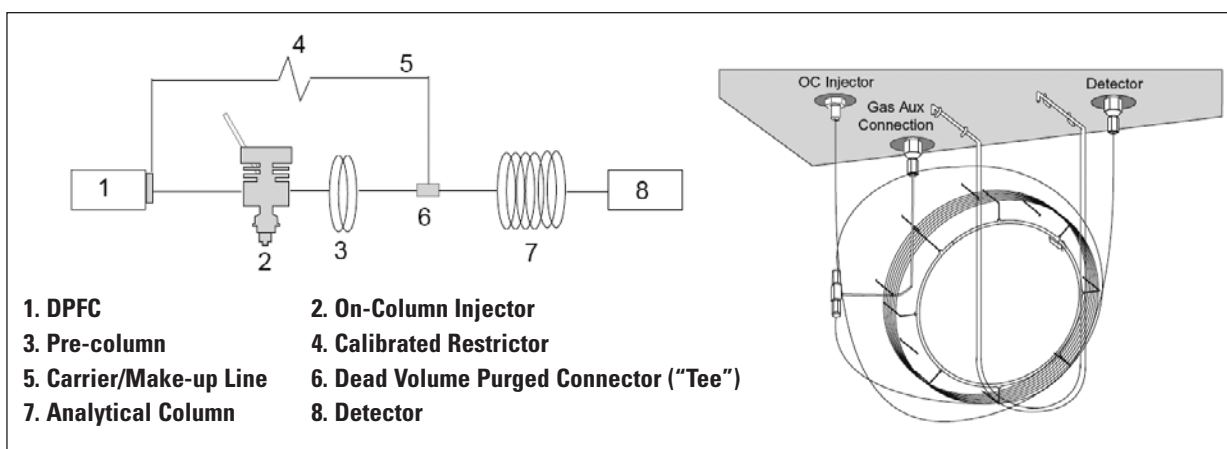 4
5
1
2
3
6
7
8
1. DPFC 2. On-Column Injector
3. Pre-column 4. Calibrated Restrictor
5. Carrier/Make-up Line 6. Dead Volume Purged Connector (“Tee”)
7. Analytical Column 8. Detector
OC Injector
Gas Aux
Connection
Detector